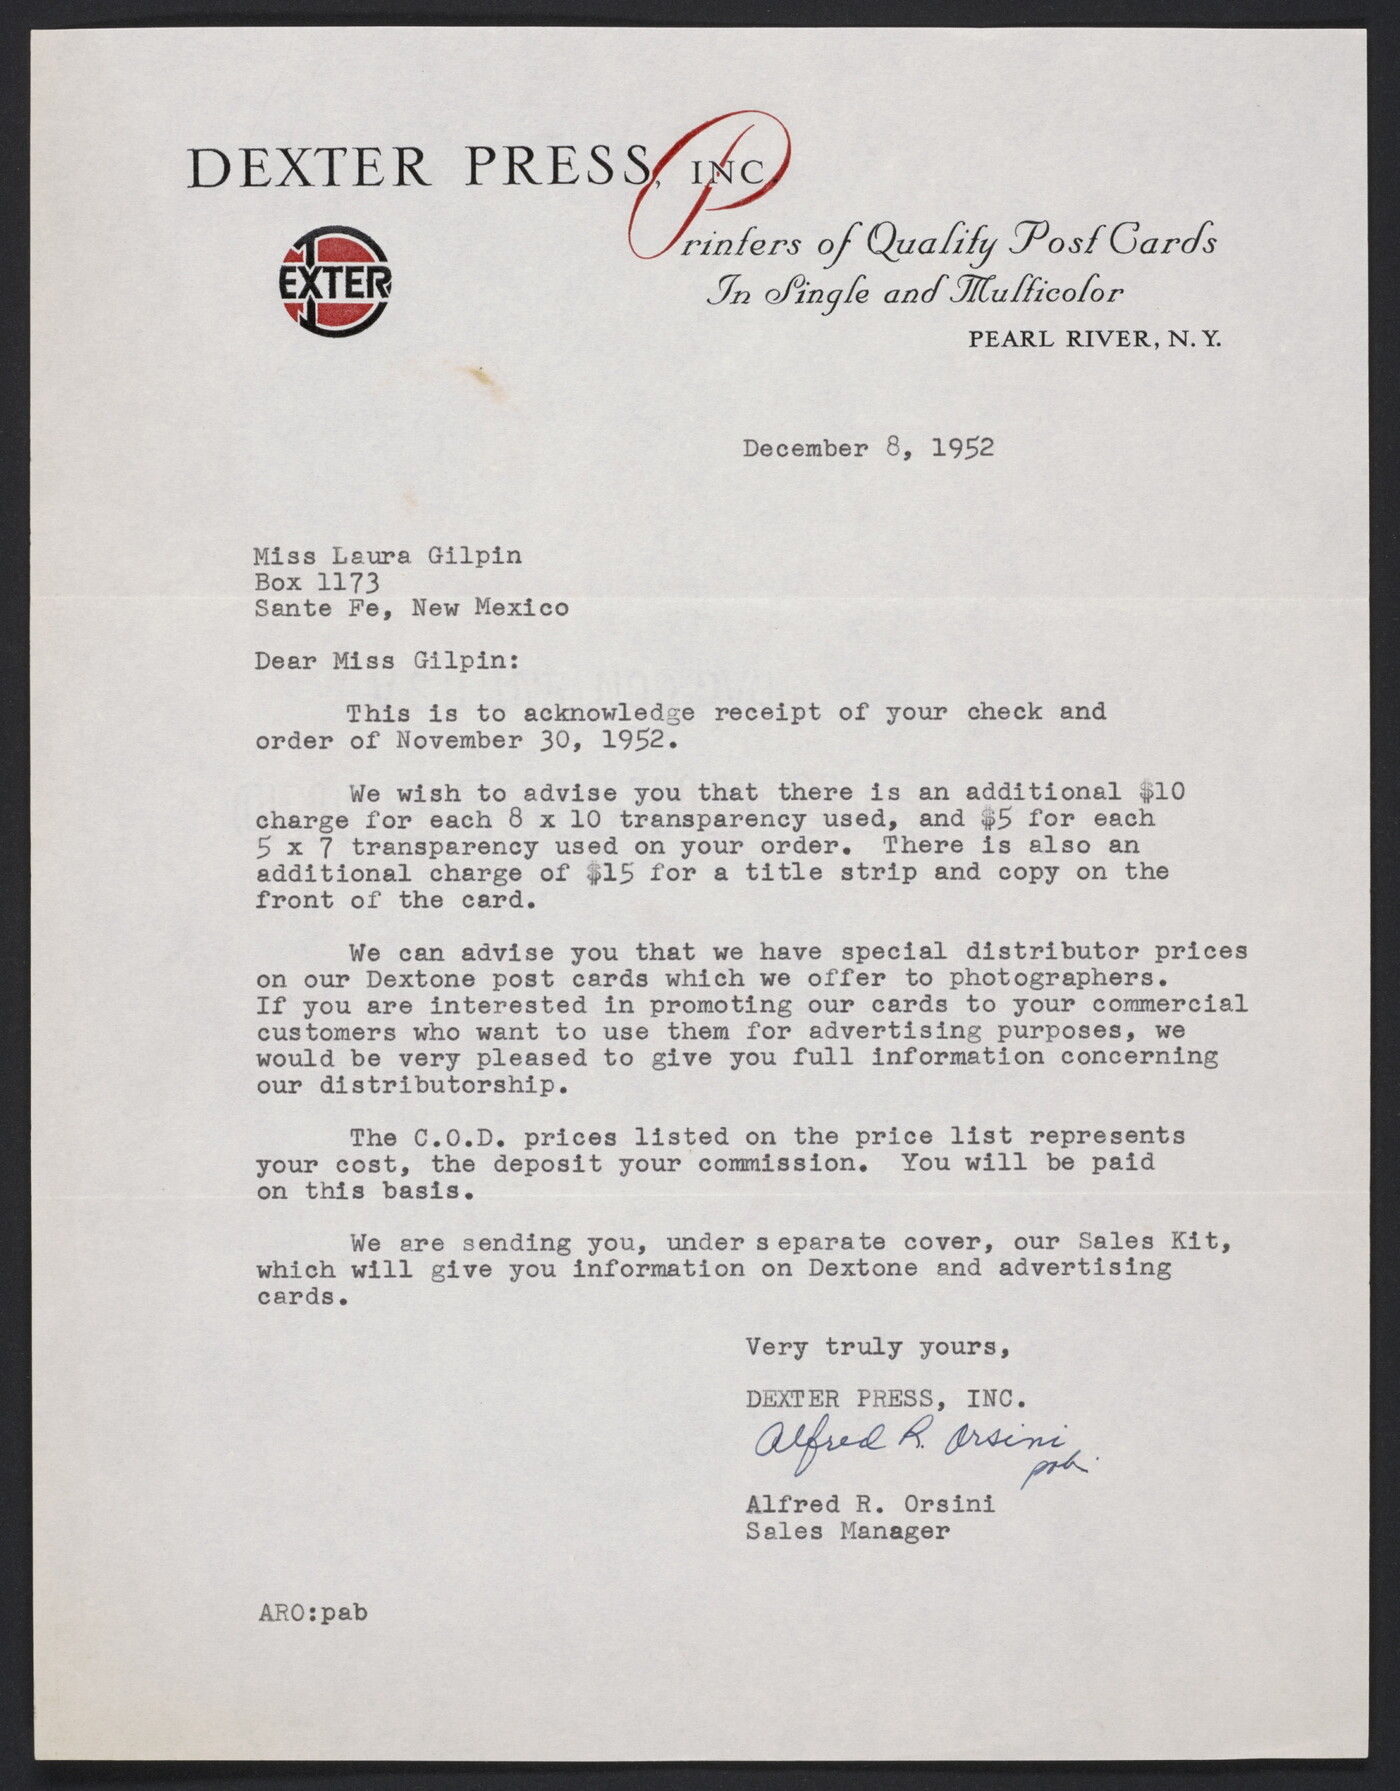 DEXTER PRESS, INC.
Printers of Quality Post Cards
In Single and Multicolor
DEXTER
PEARL RIVER, N. Y.
December 8, 1952
Miss Laura Gilpin
Box 1173
Sante Fe, New Mexico
Dear Miss Gilpin:
This is to acknowledge receipt of your check and
order of November 30, 1952.
We wish to advise you that there is an additional $10
charge for each 8 x 10 transparency used, and $5 for each
5 x 7 transparency used on your order. There is also an
additional charge of $15 for a title strip and copy on the
front of the card.
We can advise you that we have special distributor prices
on our Dextone post cards which we offer to photographers.
If you are interested in promoting our cards to your commercial
customers who want to use them for advertising purposes, we
would be very pleased to give you full information concerning
our distributorship.
The C.O.D. prices listed on the price list represents
your cost, the deposit your commission. You will be paid
on this basis.
We are sending you, under s eparate cover, our Sales Kit,
which will give you information on Dextone and advertising
cards.
Very truly yours,
DEXTER PRESS, INC.
Alfred R. Orsini
pab.
Alfred R. Orsini
Sales Manager
ARO:pab